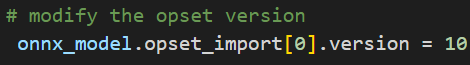 # modify the opset version
onnx_model.opset_import[0].version = 10